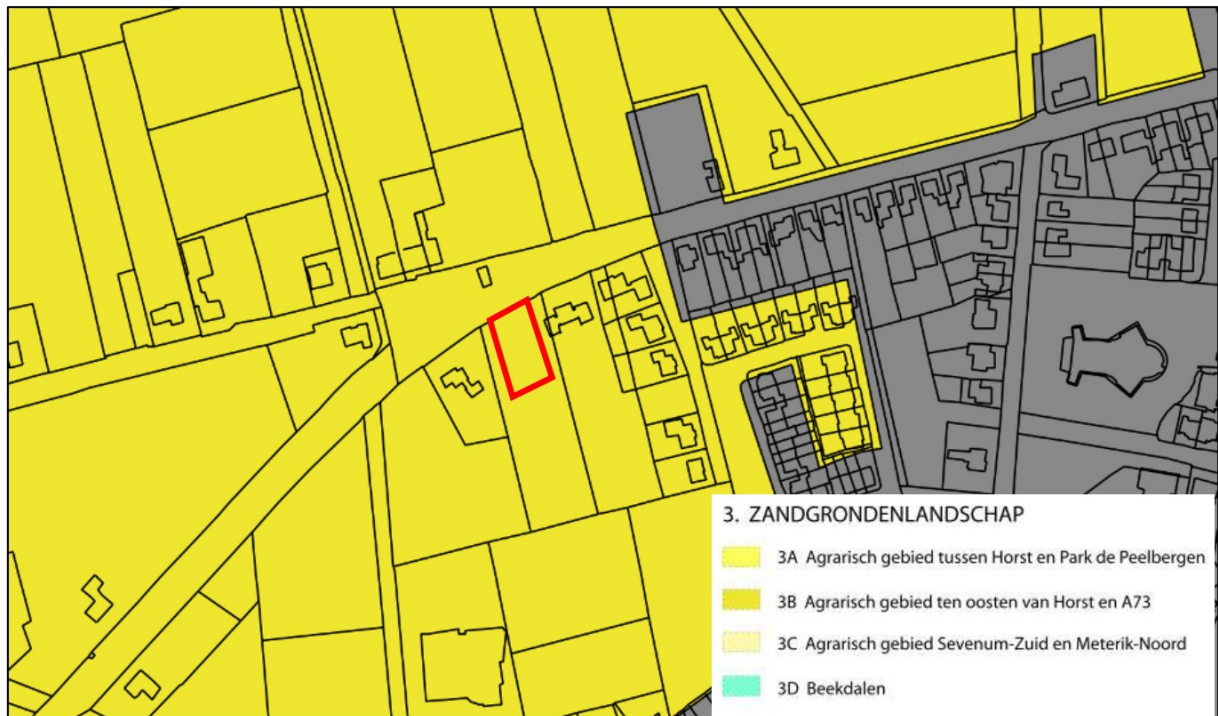 3. ZANDGRONDENLANDSCHAP
3A Agrarisch gebied tussen Horst en Park de Peelbergen
3B Agrarisch gebied ten oosten van Horst en A73
3C Agrarisch gebied Sevenum-Zuid en Meterik-Noord
3D Beekdalen